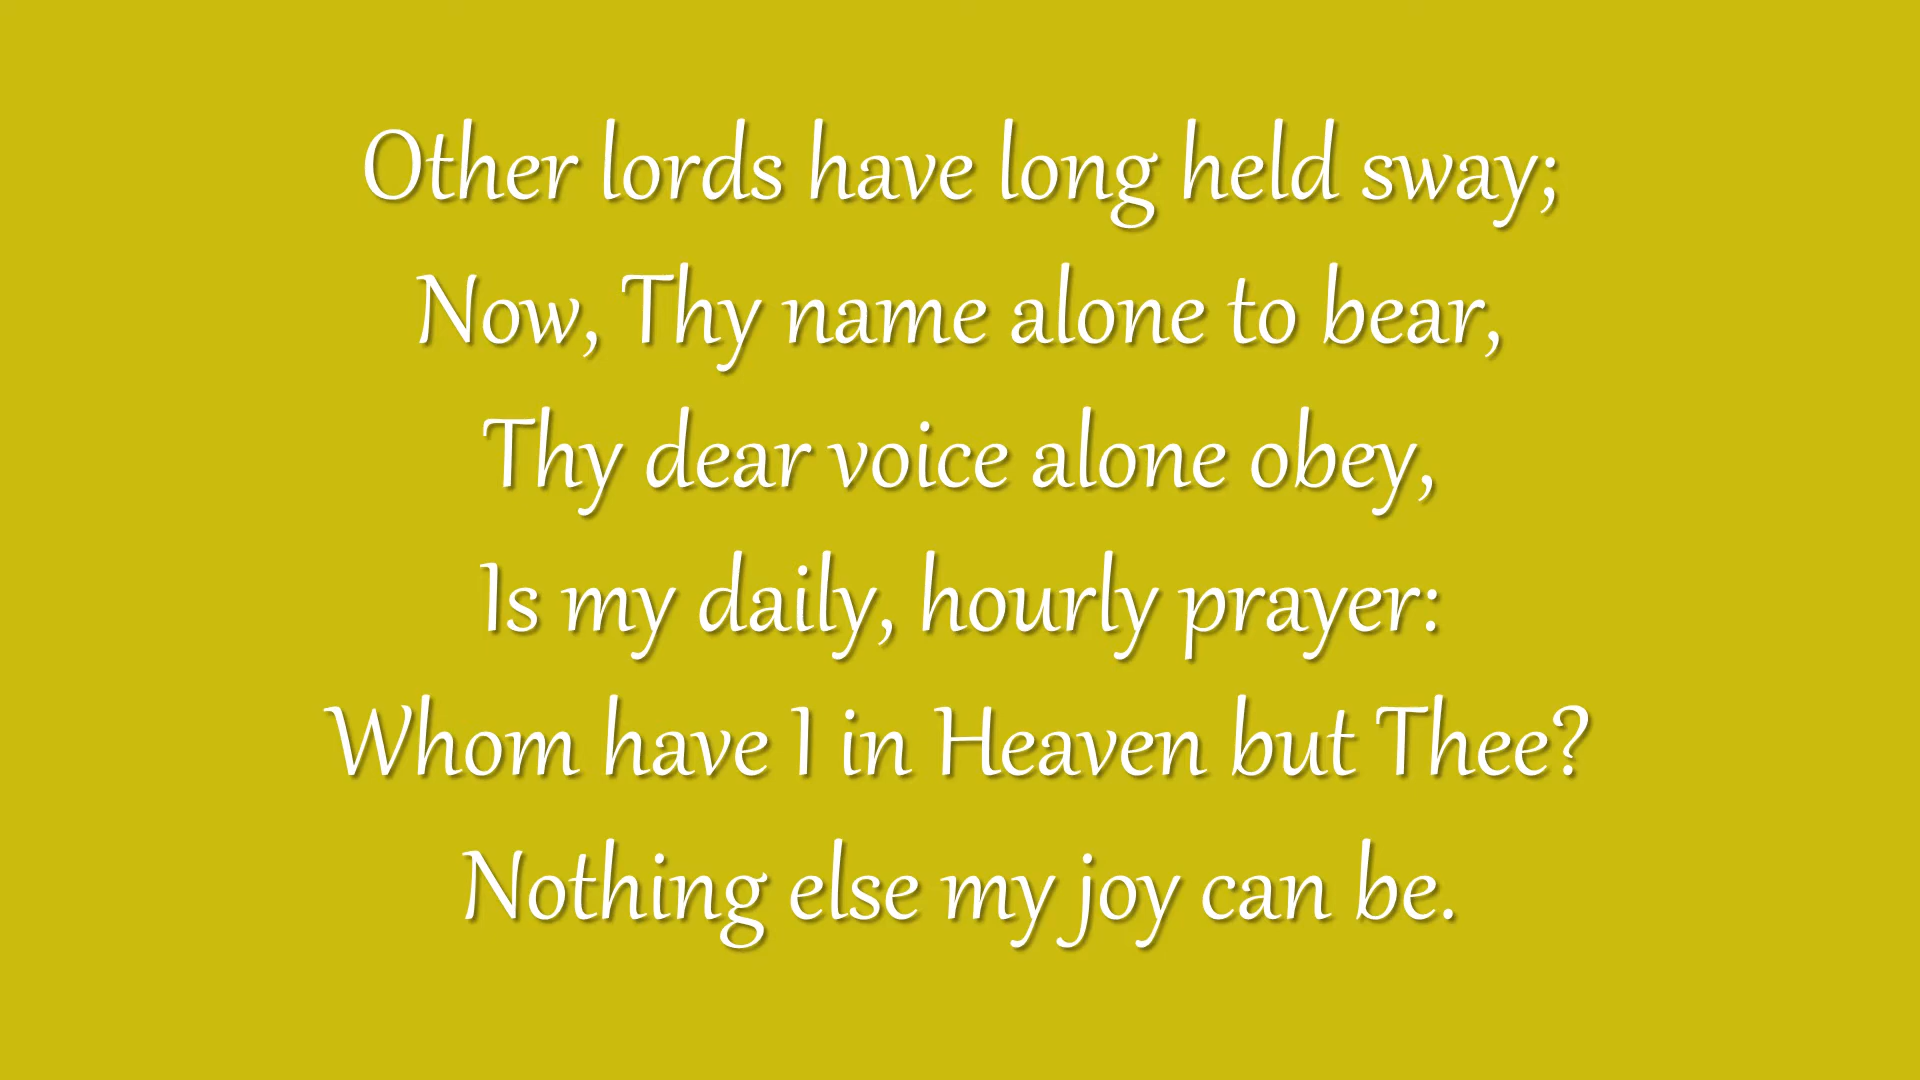 Other lords have long held sway;
Now, Thy name alone to bear,
Thy dear voice alone obey,
Is my daily, hourly prayer:
Whom have I in Heaven but Thee?
Nothing else my joy can be.